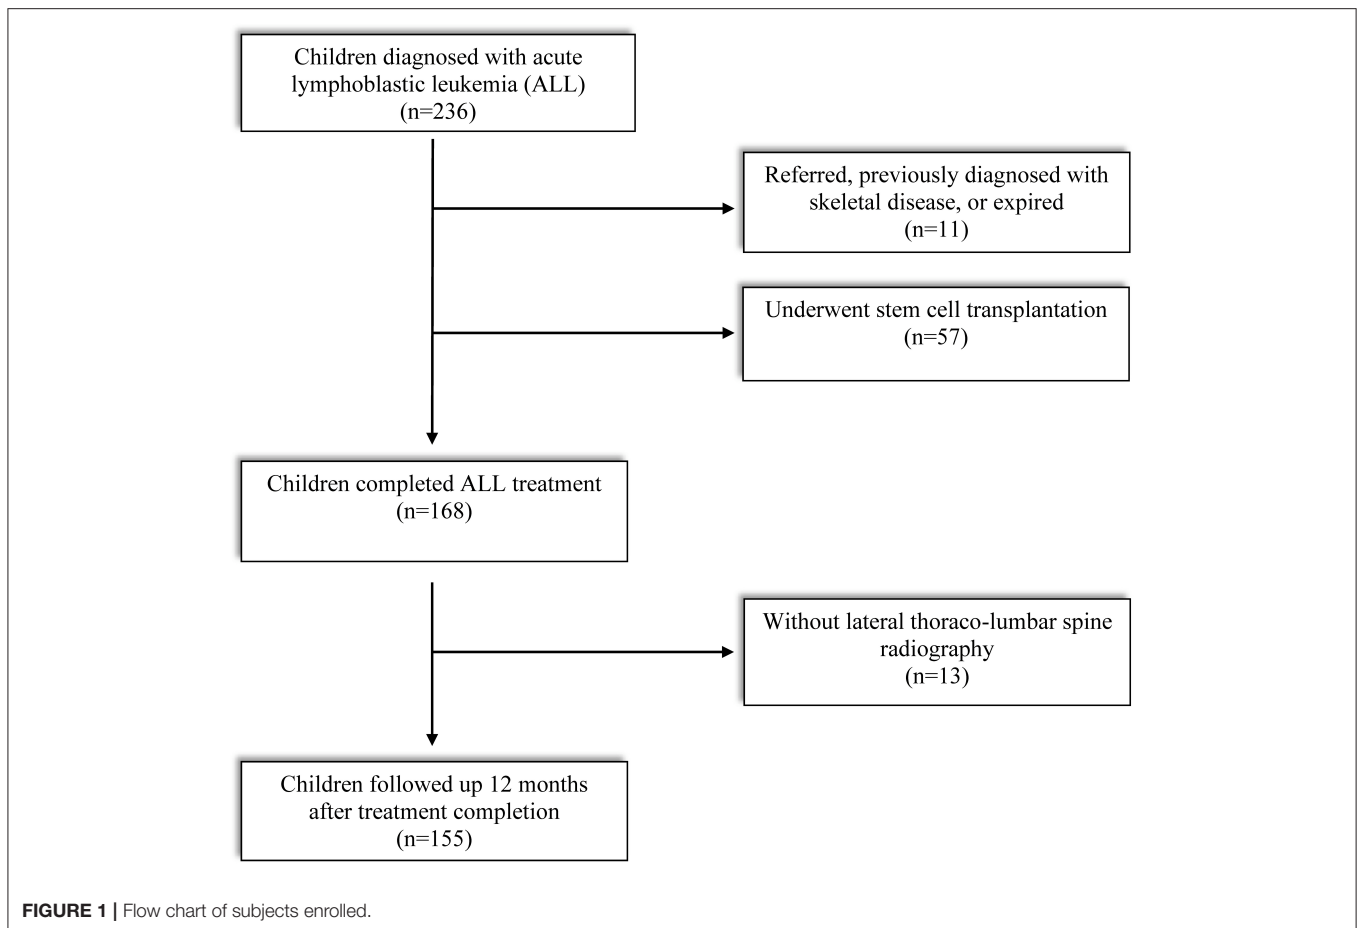 Children diagnosed with acute
lymphoblastic leukemia (ALL)
(n=236)
Referred, previously diagnosed with
skeletal disease, or expired
(n=11)
Underwent stem cell transplantation
(n=57)
Children completed ALL treatment
(n=168)
Without lateral thoraco-lumbar spine
radiography
(n=13)
Children followed up 12 months
after treatment completion
(n=155)
FIGURE 1 | Flow chart of subjects enrolled.